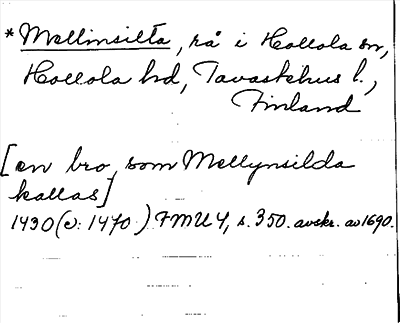 *Mellinsilta, rå i Hollola sn,
Hollola hd, Tavastehus l.,
Finland
[en bro, som Mellynsilda
kallas]
1430 (c: 1470) FMU 4, s. 350. avskr. av 1690.